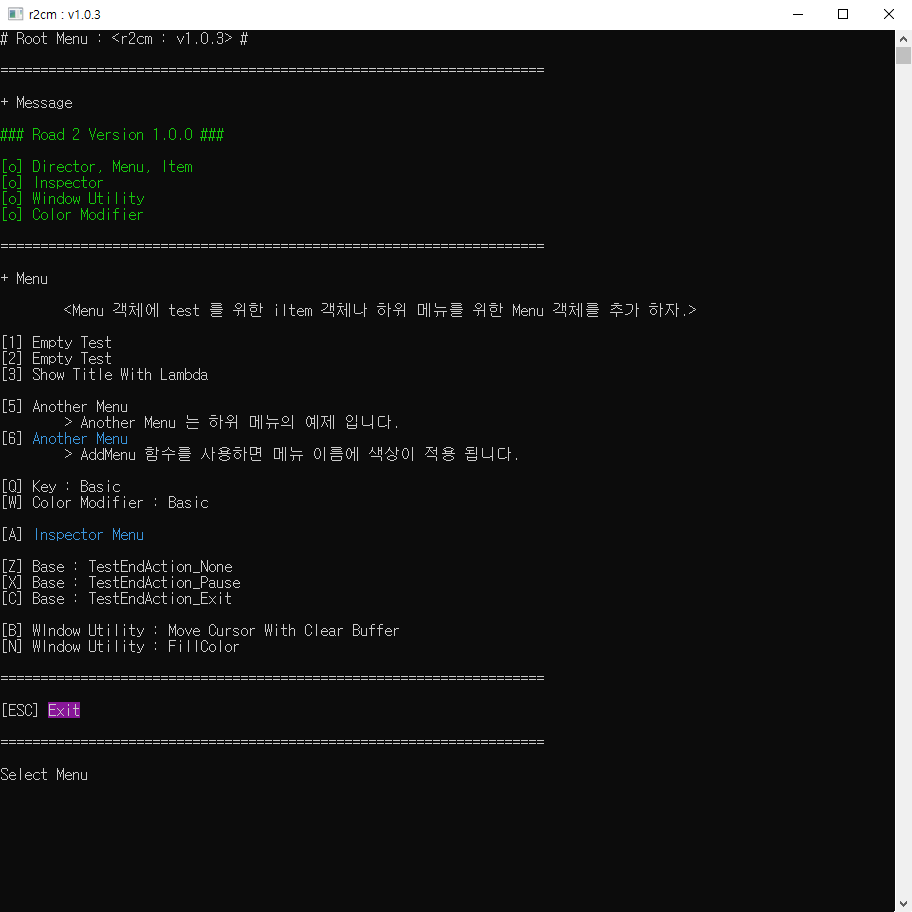 r2cm : v1.0.3
# Root Menu : <r2cm : v1.0.3> #
====================================================================
+ Message
### Road 2 Version 1.0.0 ###
[o] Director, Menu, Item
[o] Inspector
[o] Window Utility
[o] Color Modifier
====================================================================
+ Menu
<Menu 객체에 test 를 위한 iItem 객체나 하위 메뉴를 위한 Menu 객체를 추가 하자.>
[1] Empty Test
[2] Empty Test
[3] Show Title With Lambda
[5] Another Menu
> Another Menu 는 하위 메뉴의 예제 입니다.
[6] Another Menu
> AddMenu 함수를 사용하면 메뉴 이름에 색상이 적용 됩니다.
[Q] Key : Basic
[W] Color Modifier : Basic
[A] Inspector Menu
[Z] Base : TestEndAction_None
[X] Base : TestEndAction_Pause
[C] Base : TestEndAction_Exit
[B] WIndow Utility : Move Cursor With Clear Buffer
[N] WIndow Utility : FillColor
====================================================================
[ESC] Exit
====================================================================
Select Menu